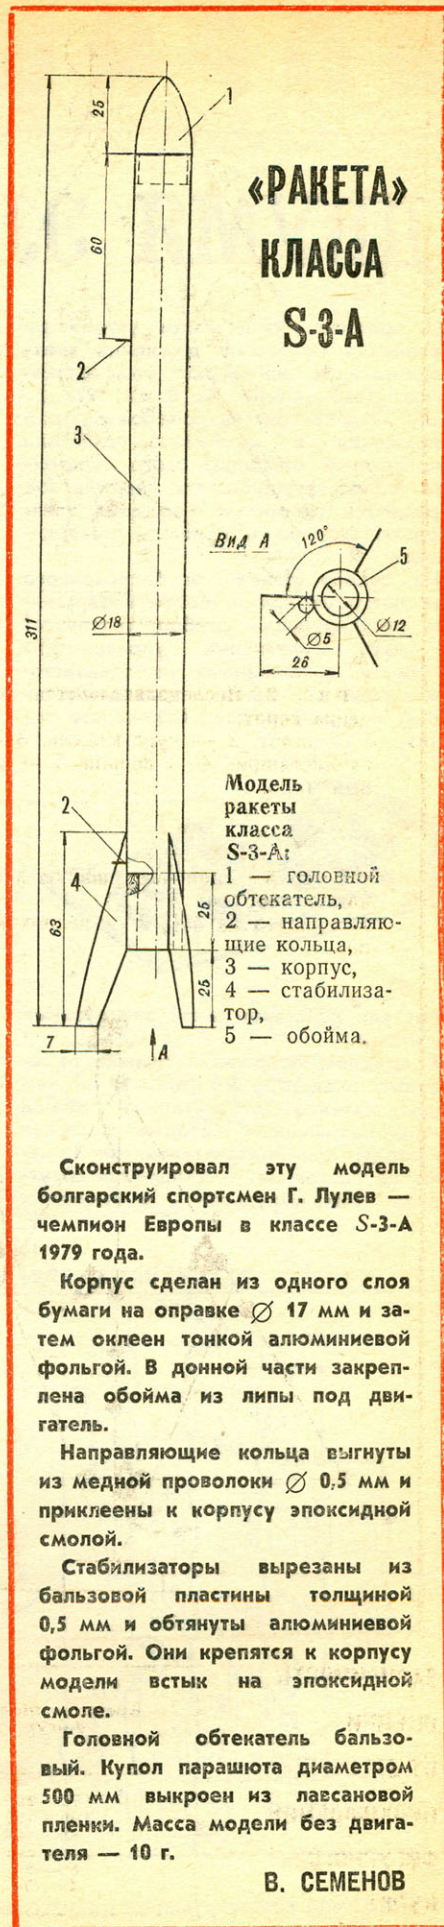 25
1
60
2
3
311
Ø18
2
4
63
25
25
7
А
«РАКЕТА»
КЛАССА
S-3-А
ВИД А
120°
5
Ø5
Ø12
26
Модель
ракеты
класса
S-3-А:
1 — головной
обтекатель,
2 — направляю-
щие кольца,
3 — корпус,
4 — стабилиза-
тор,
5 — обойма.
Сконструировал эту модель
болгарский спортсмен Г. Лулев —
чемпион Европы в классе S-3-А
1979 года.
Корпус сделан из одного слоя
бумаги на оправке Ø 17 мм и за-
тем оклеен тонкой алюминиевой
фольгой. В донной части закреп-
лена обойма из липы под дви-
гатель.
Направляющие кольца выгнуты
из медной проволоки Ø 0,5 мм и
приклеены к корпусу эпоксидной
смолой.
Стабилизаторы вырезаны из
бальзовой пластины толщиной
0,5 мм и обтянуты алюминиевой
фольгой. Они крепятся к корпусу
модели встык на эпоксидной
смоле.
Головной обтекатель бальзо-
вый. Купол парашюта диаметром
500 мм выкроен из лавсановой
пленки. Масса модели без двига-
теля — 10 г.
В. СЕМЕНОВ